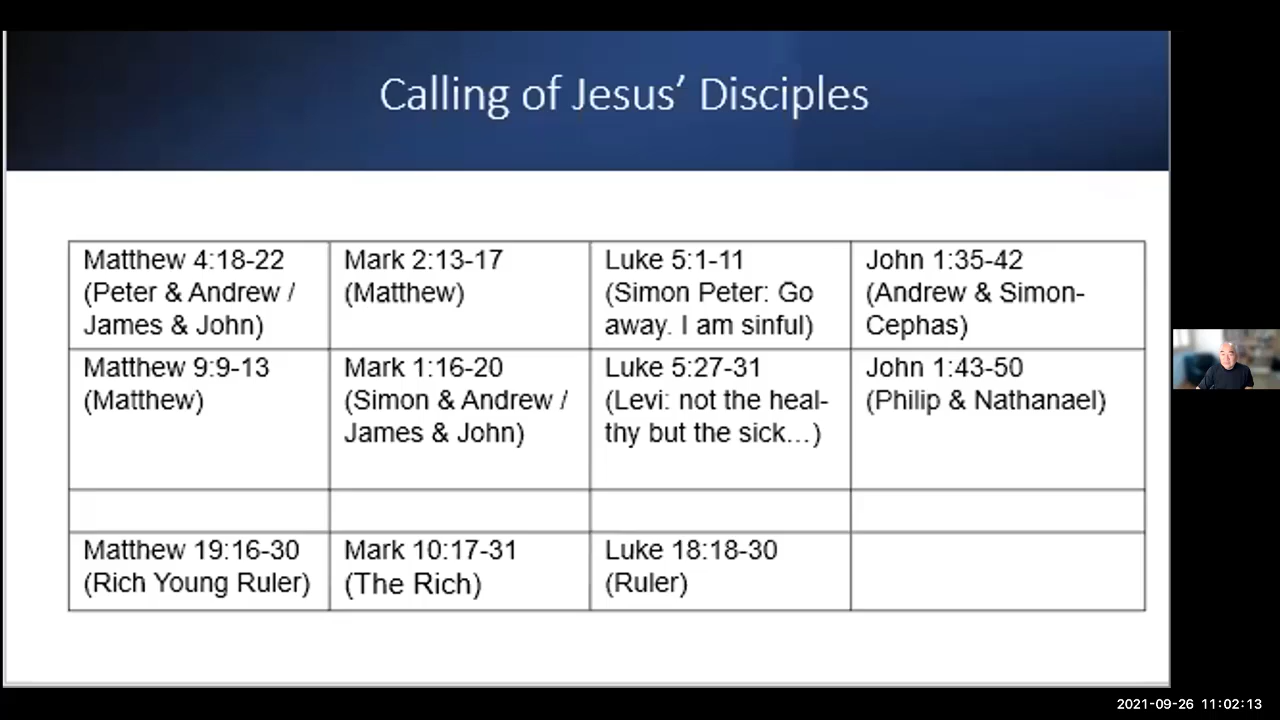 Calling of Jesus’ Disciples
Matthew 4:18-22
(Peter & Andrew /
James & John)
Mark 2:13-17
(Matthew)
Luke 5:1-11
(Simon Peter: Go
away. I am sinful)
John 1:35-42
(Andrew & Simon-
Cephas)
Matthew 9:9-13
(Matthew)
Mark 1:16-20
(Simon & Andrew /
James & John)
Luke 5:27-31
(Levi: not the heal-
thy but the sick…)
John 1:43-50
(Philip & Nathanael)
Matthew 19:16-30
(Rich Young Ruler)
Mark 10:17-31
(The Rich)
Luke 18:18-30
(Ruler)
2021-09-26 11:02:13